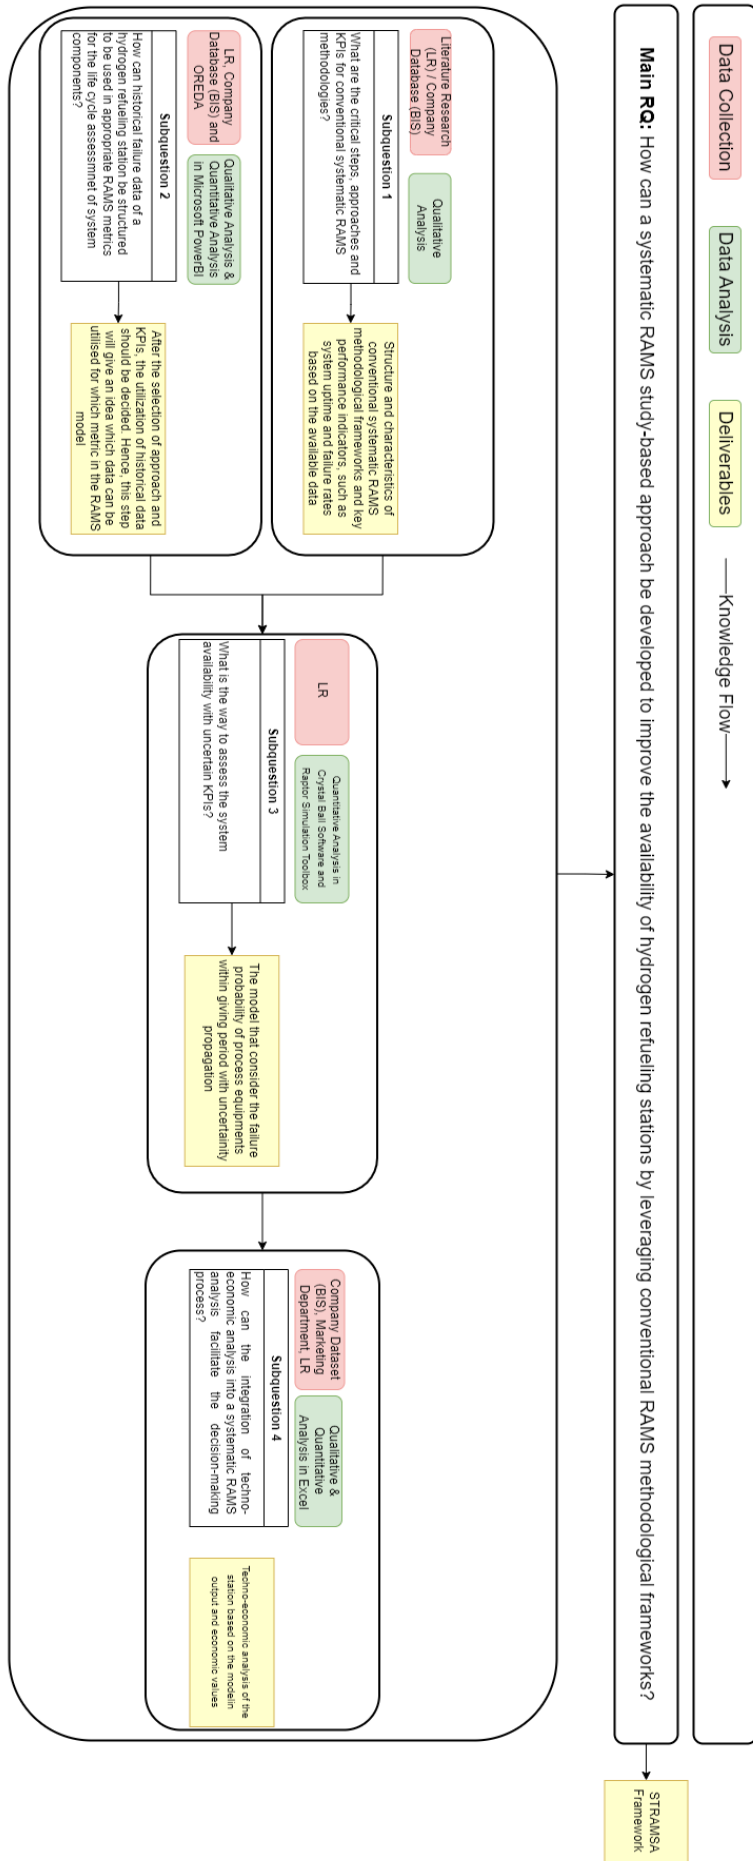 Data Collection
Data Analysis
Deliverables
Knowledge Flow
Main RQ: How can a systematic RAMS study-based approach be developed to improve the availability of hydrogen refueling stations by leveraging conventional RAMS methodological frameworks?
STRAMSA
Framework
Literature Research
(LR) / Company
Database (BIS)
Qualitative
Analysis
Subquestion 1
What are the critical steps, approaches and
KPIs for conventional systematic RAMS
methodologies?
Structure and characteristics of
conventional systematic RAMS
methodological frameworks and key
performance indicators, such as
system uptime and failure rates
based on the available data
LR, Company
Database (BIS) and
OREDA
Qualitative Analysis &
Quantitative Analysis
in Microsoft PowerBI
Subquestion 2
How can historical failure data of a
hydrogen refueling station be structured
to be used in appropriate RAMS metrics
for the life cycle assessmnet of system
components?
After the selection of approach and
KPIs, the utilization of historical data
should be decided. Hence, this step
will give an idea which data can be
utilised for which metric in the RAMS
model
LR
Quantitative Analysis in
Crystal Ball Software and
Raptor Simulation Toolbox
Subquestion 3
What is the way to assess the system
availability with uncertain KPIs?
The model that consider the failure
probability of process equipments
within giving period with uncertainity
propagation
Company Dataset
(BIS), Marketing
Department, LR
Qualitative &
Quantitative
Analysis in Excel
Subquestion 4
How can the integration of techno-
economic analysis into a systematic RAMS
analysis facilitate the decision-making
process?
Techno-economic analysis of the
station based on the modelin
output and economic values